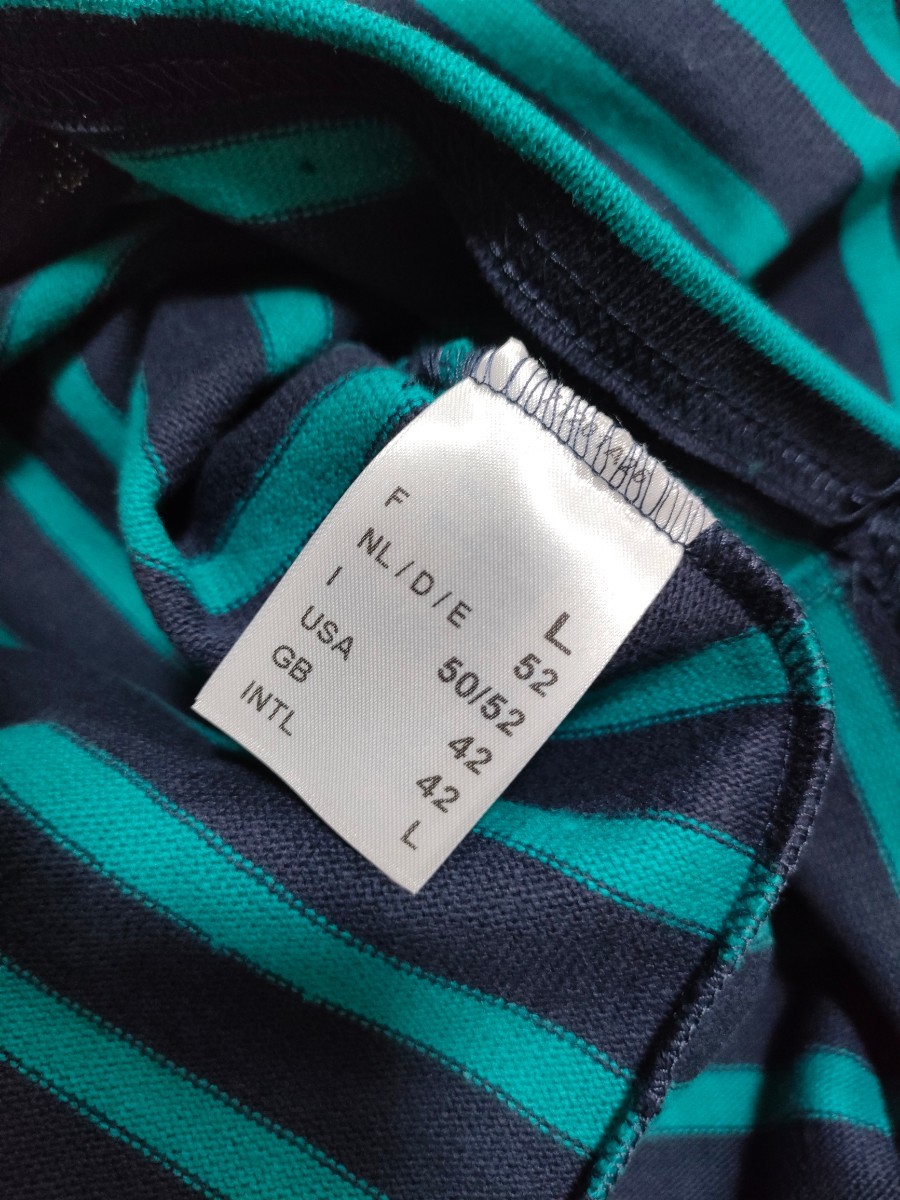 F L
NL / D / E 52
I 50/52
USA 42
GB 42
INTL L